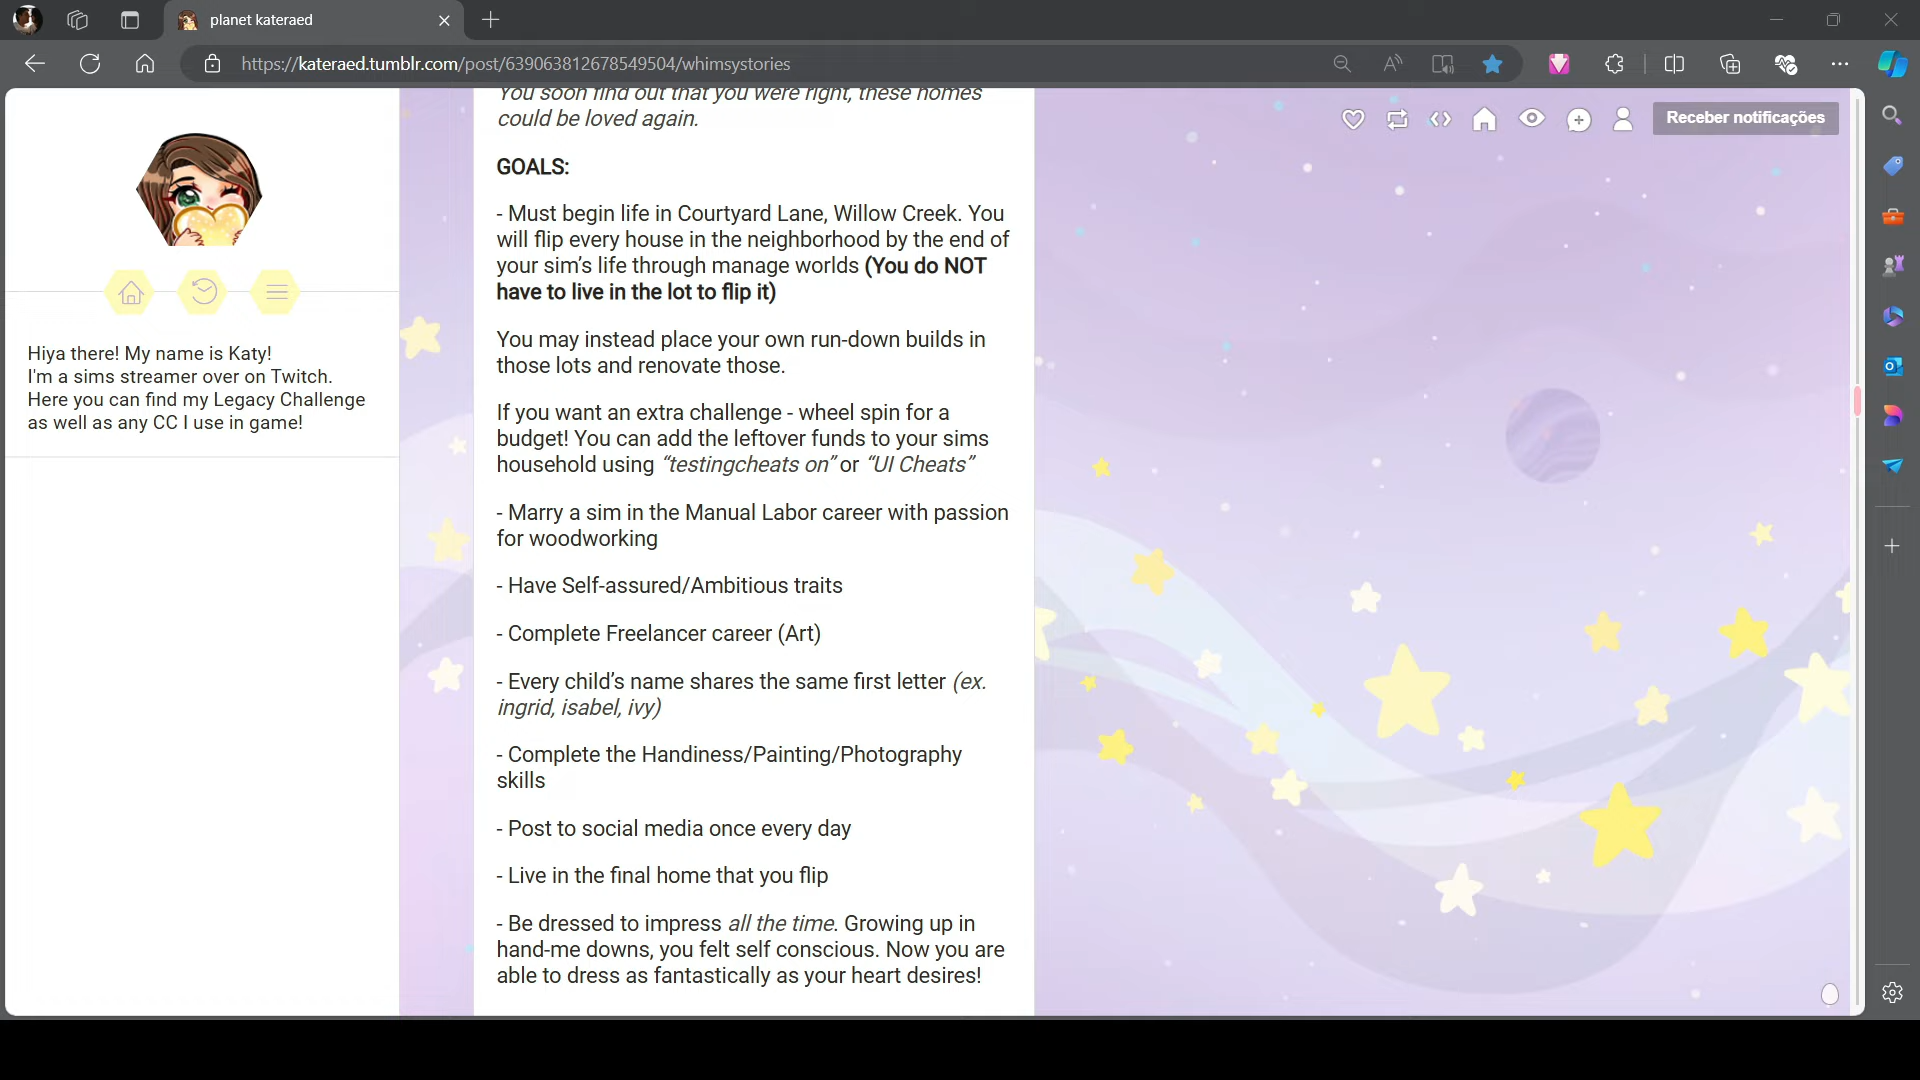 planet kateraed
https://kateraed.tumblr.com/post/639063812678549504/whimsystories
Receber notificações
Hiya there! My name is Katy!
I'm a sims streamer over on Twitch.
Here you can find my Legacy Challenge
as well as any CC I use in game!
You soon find out that you were right, these homes
could be loved again.
GOALS:
- Must begin life in Courtyard Lane, Willow Creek. You
will flip every house in the neighborhood by the end of
your sim's life through manage worlds (You do NOT
have to live in the lot to flip it)
You may instead place your own run-down builds in
those lots and renovate those.
If you want an extra challenge - wheel spin for a
budget! You can add the leftover funds to your sims
household using “testingcheats on” or “UI Cheats”
- Marry a sim in the Manual Labor career with passion
for woodworking
- Have Self-assured/Ambitious traits
- Complete Freelancer career (Art)
- Every child’s name shares the same first letter (ex.
ingrid, isabel, ivy)
- Complete the Handiness/Painting/Photography
skills
- Post to social media once every day
- Live in the final home that you flip
- Be dressed to impress all the time. Growing up in
hand-me downs, you felt self conscious. Now you are
able to dress as fantastically as your heart desires!